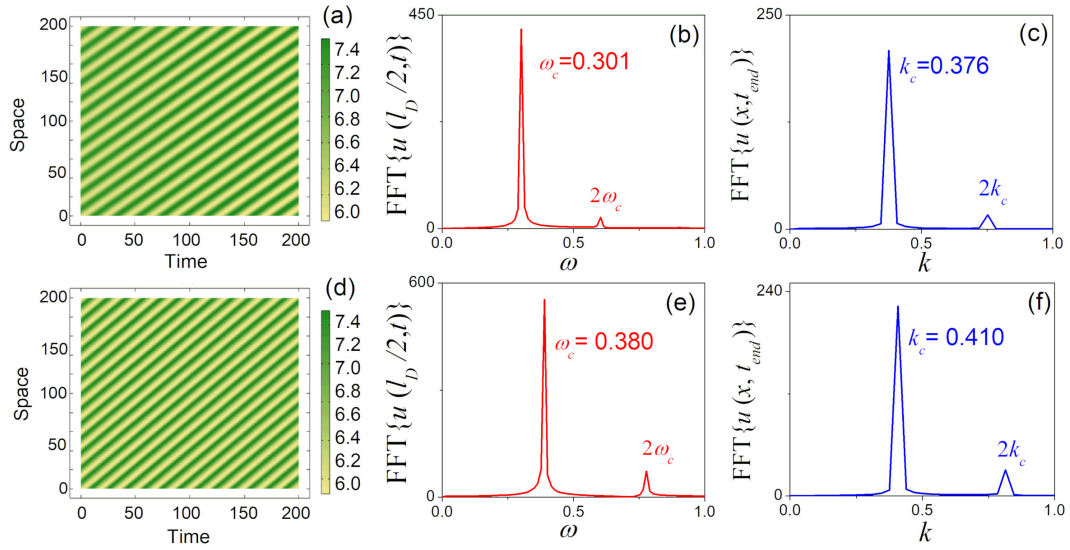 (a)
Space
200
150
100
50
0
0 50 100 150 200
Time
7.4
7.2
7.0
6.8
6.6
6.4
6.2
6.0
(b)
FFT{u (l_D /2,t)}
450
0
ω_c=0.301
2ω_c
0.0 0.5 1.0
ω
(c)
FFT{u (x,t_end)}
250
0
k_c=0.376
2k_c
0.0 0.5 1.0
k
(d)
Space
200
150
100
50
0
0 50 100 150 200
Time
7.4
7.2
7.0
6.8
6.6
6.4
6.2
6.0
(e)
FFT{u (l_D /2,t)}
600
0
ω_c= 0.380
2ω_c
0.0 0.5 1.0
ω
(f)
FFT{u (x, t_end)}
240
0
k_c= 0.410
2k_c
0.0 0.5 1.0
k